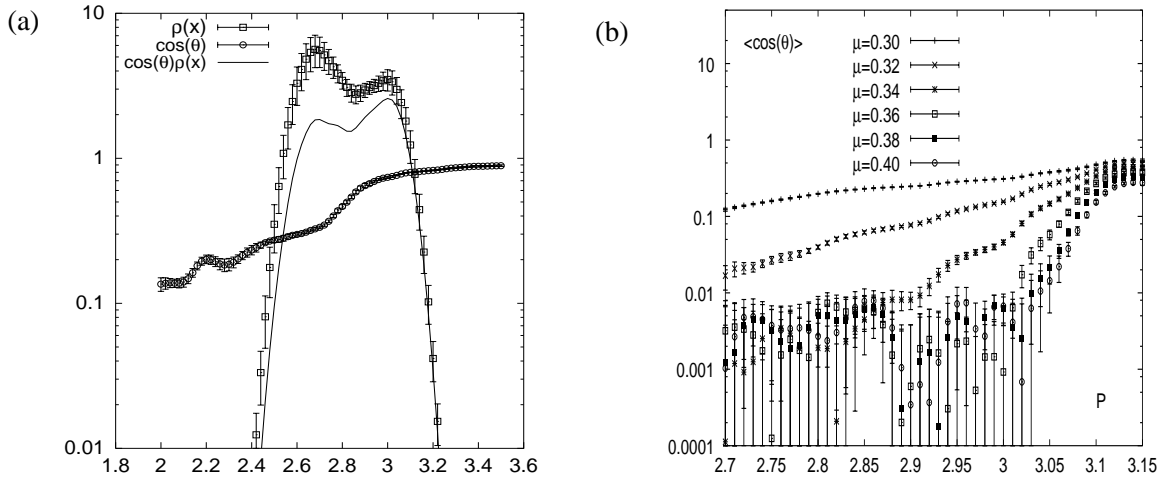 (a)
ρ(x)
cos(θ)
cos(θ)ρ(x)
10
1
0.1
0.01
1.8 2 2.2 2.4 2.6 2.8 3 3.2 3.4 3.6
(b)
<cos(θ)>
μ=0.30
μ=0.32
μ=0.34
μ=0.36
μ=0.38
μ=0.40
10
1
0.1
0.01
0.001
0.0001
P
2.7 2.75 2.8 2.85 2.9 2.95 3 3.05 3.1 3.15